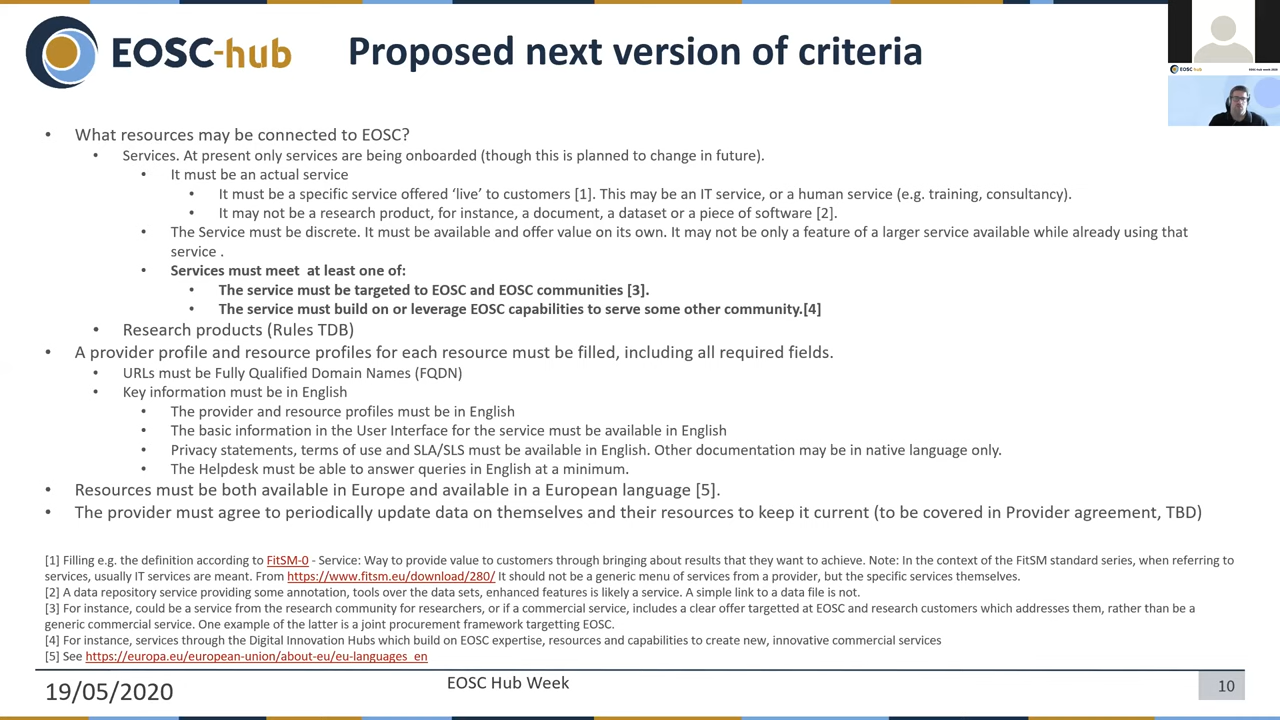 EOSC-hub
Proposed next version of criteria
• What resources may be connected to EOSC?
• Services. At present only services are being onboarded (though this is planned to change in future).
• It must be an actual service
• It must be a specific service offered ‘live’ to customers [1]. This may be an IT service, or a human service (e.g. training, consultancy).
• It may not be a research product, for instance, a document, a dataset or a piece of software [2].
• The Service must be discrete. It must be available and offer value on its own. It may not be only a feature of a larger service available while already using that
service .
• Services must meet at least one of:
• The service must be targeted to EOSC and EOSC communities [3].
• The service must build on or leverage EOSC capabilities to serve some other community.[4]
• Research products (Rules TDB)
• A provider profile and resource profiles for each resource must be filled, including all required fields.
• URLs must be Fully Qualified Domain Names (FQDN)
• Key information must be in English
• The provider and resource profiles must be in English
• The basic information in the User Interface for the service must be available in English
• Privacy statements, terms of use and SLA/SLS must be available in English. Other documentation may be in native language only.
• The Helpdesk must be able to answer queries in English at a minimum.
• Resources must be both available in Europe and available in a European language [5].
• The provider must agree to periodically update data on themselves and their resources to keep it current (to be covered in Provider agreement, TBD)
[1] Filling e.g. the definition according to FitSM-0 - Service: Way to provide value to customers through bringing about results that they want to achieve. Note: In the context of the FitSM standard series, when referring to
services, usually IT services are meant. From https://www.fitsm.eu/download/280/ It should not be a generic menu of services from a provider, but the specific services themselves.
[2] A data repository service providing some annotation, tools over the data sets, enhanced features is likely a service. A simple link to a data file is not.
[3] For instance, could be a service from the research community for researchers, or if a commercial service, includes a clear offer targetted at EOSC and research customers which addresses them, rather than be a
generic commercial service. One example of the latter is a joint procurement framework targetting EOSC.
[4] For instance, services through the Digital Innovation Hubs which build on EOSC expertise, resources and capabilities to create new, innovative commercial services
[5] See https://europa.eu/european-union/about-eu/eu-languages_en
19/05/2020
EOSC Hub Week
10